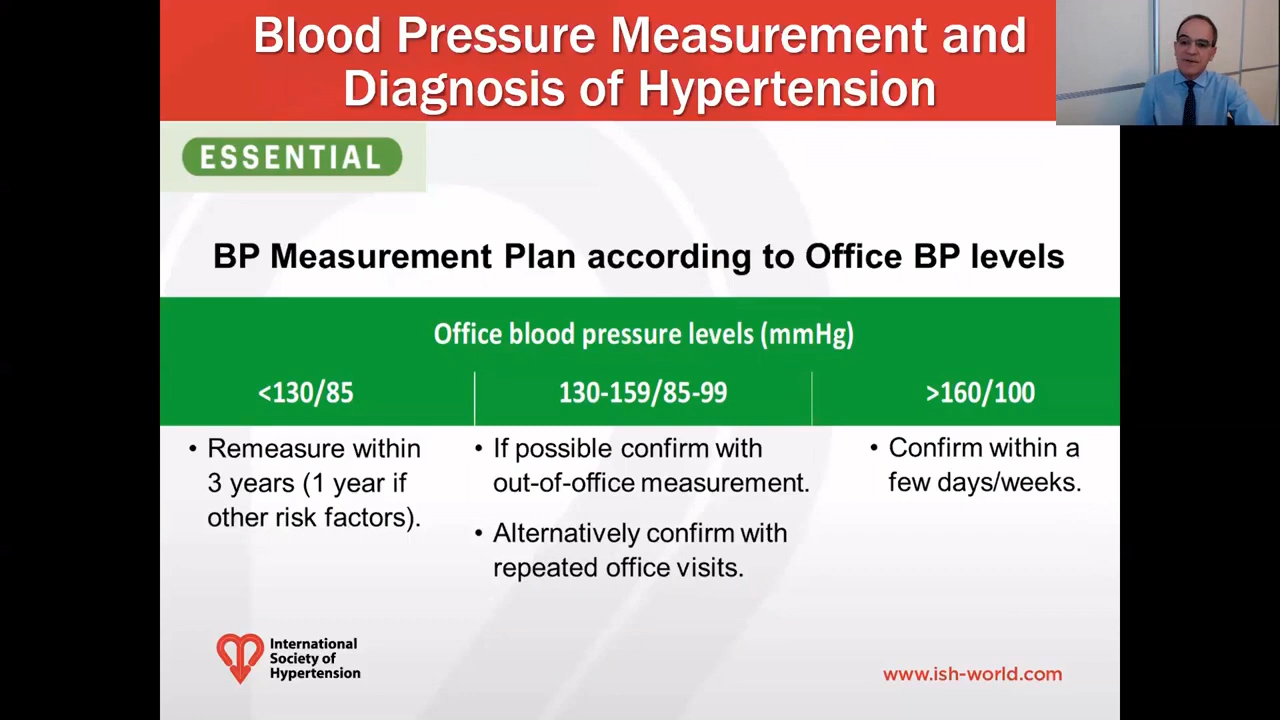 Blood Pressure Measurement and
Diagnosis of Hypertension
ESSENTIAL
BP Measurement Plan according to Office BP levels
Office blood pressure levels (mmHg)
<130/85
130-159/85-99
>160/100
• Remeasure within
3 years (1 year if
other risk factors).
• If possible confirm with
out-of-office measurement.
• Alternatively confirm with
repeated office visits.
• Confirm within a
few days/weeks.
International
Society of
Hypertension
www.ish-world.com